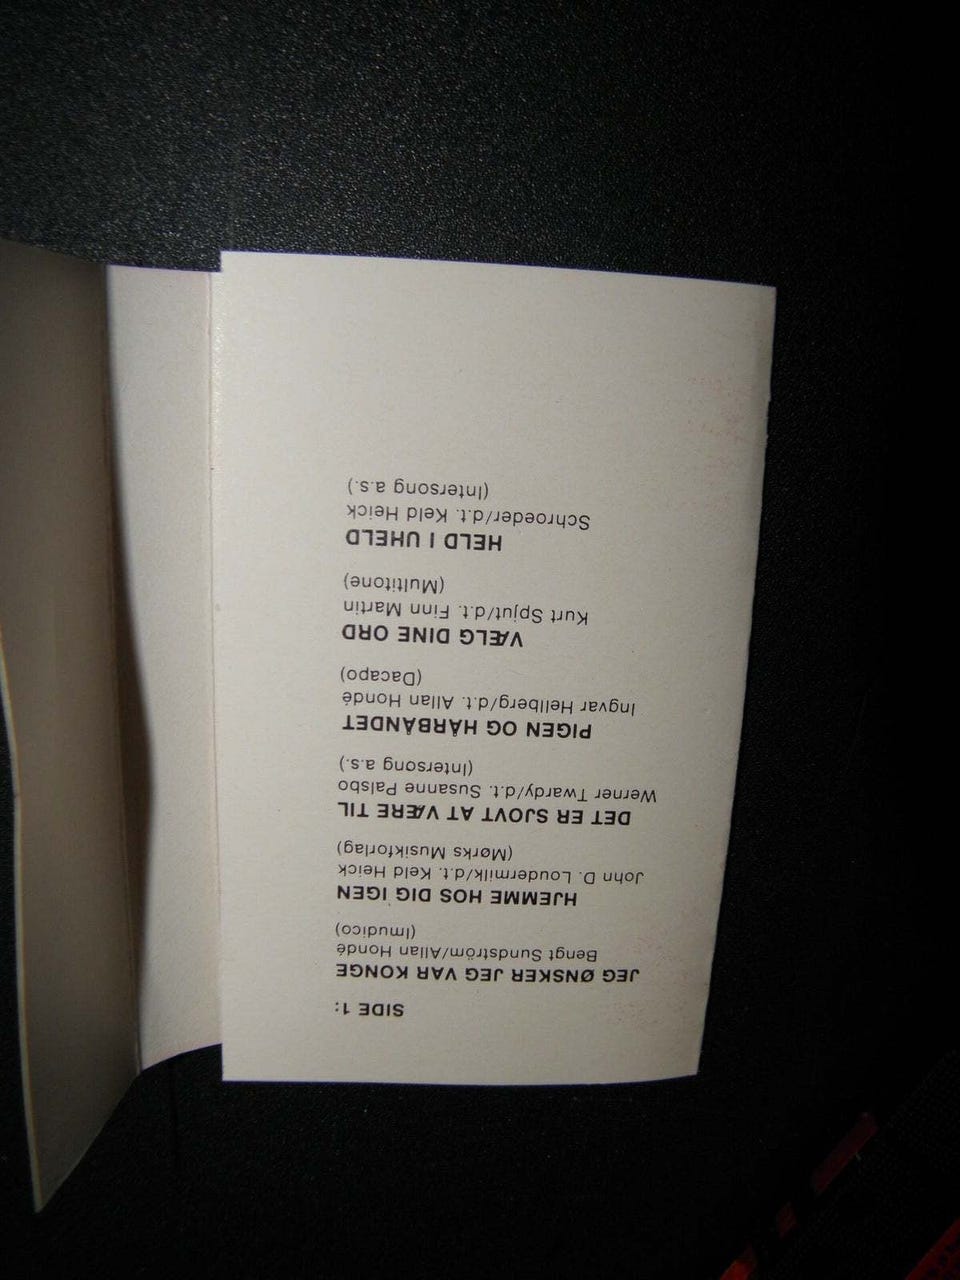 SIDE 1:
JEG ØNSKER JEG VAR KONGE
Bengt Sundström/Allan Hondé
(Imudico)
HJEMME HOS DIG IGEN
John D. Loudermilk/d.t. Keld Heick
(Mørks Musikforlag)
DET ER SJOVT AT VÆRE TIL
Werner Twardy/d.t. Susanne Palsbo
(Intersong a.s.)
PIGEN OG HÅRBÅNDET
Ingvar Hellberg/d.t. Allan Hondé
(Dacapo)
VÆLG DINE ORD
Kurt Spjut/d.t. Finn Martin
(Multitone)
HELD I UHELD
Schroeder/d.t. Keld Heick
(Intersong a.s.)